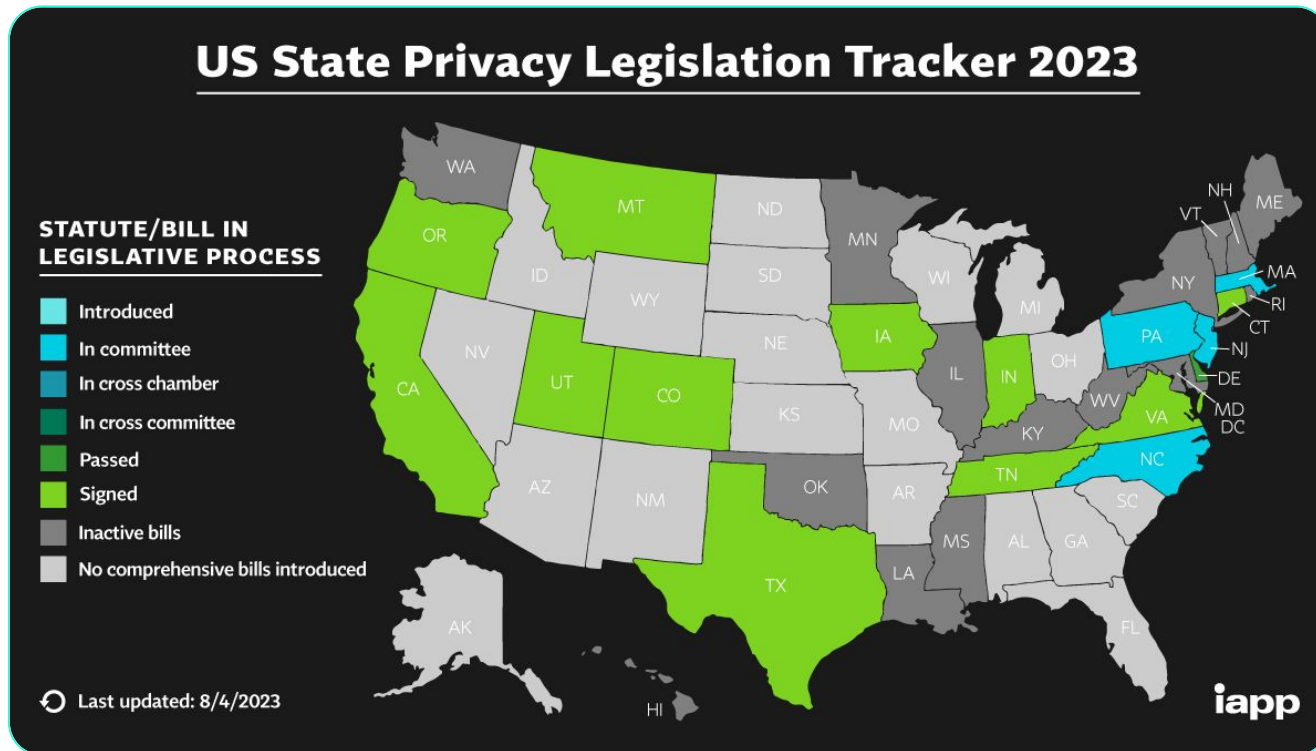 US State Privacy Legislation Tracker 2023
STATUTE/BILL IN
LEGISLATIVE PROCESS
Introduced
In committee
In cross chamber
In cross committee
Passed
Signed
Inactive bills
No comprehensive bills introduced
Last updated: 8/4/2023
WA
OR
CA
MT
ID
NV
WY
UT
CO
AZ
NM
ND
SD
NE
KS
OK
TX
MN
IA
MO
AR
LA
WI
IL
MS
MI
IN
KY
TN
AL
OH
WV
GA
FL
SC
NC
VA
PA
NY
VT
NH
ME
MA
RI
CT
NJ
DE
MD
DC
AK
HI
iapp